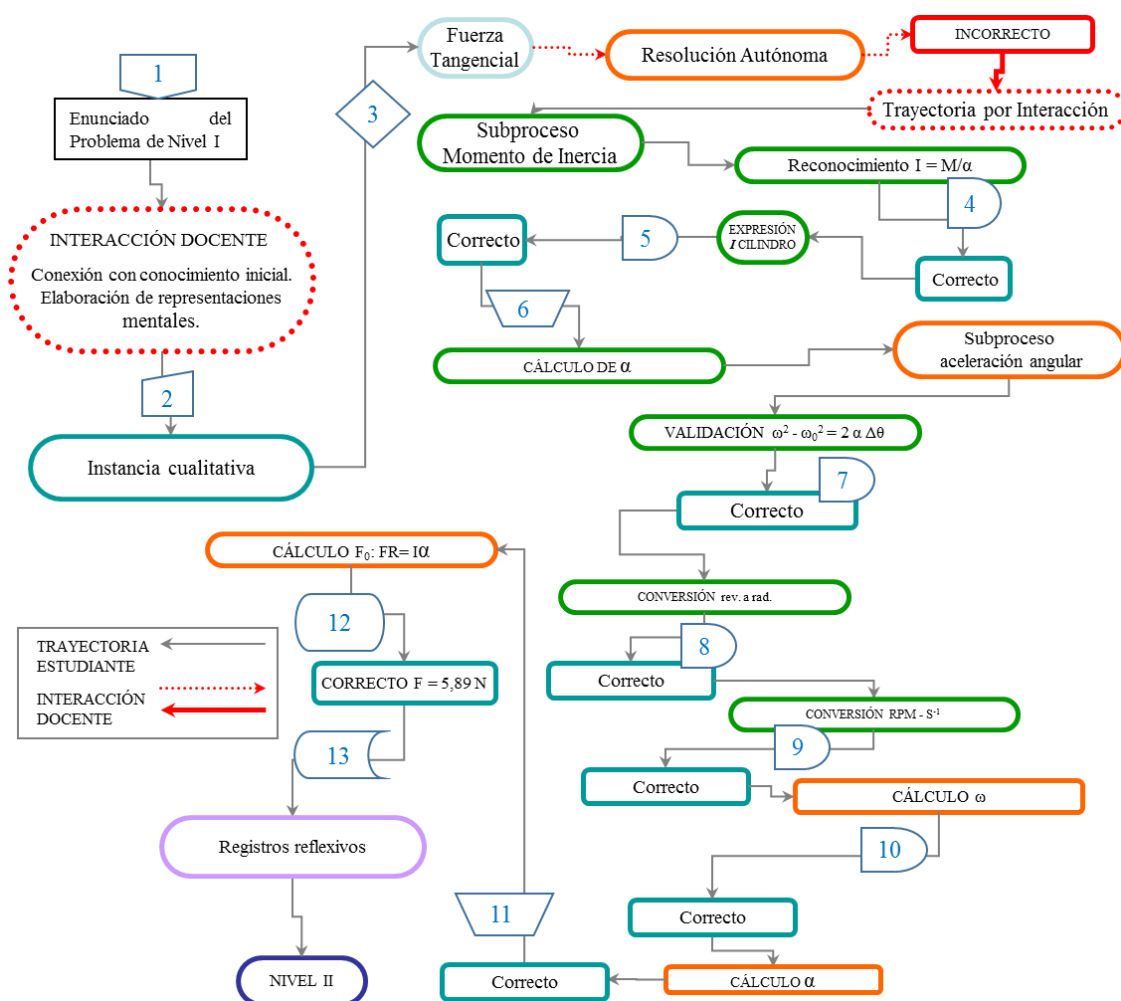 1
Enunciado del
Problema de Nivel I
INTERACCIÓN DOCENTE
Conexión con conocimiento inicial.
Elaboración de representaciones
mentales.
2
Instancia cualitativa
3
Fuerza
Tangencial
Resolución Autónoma
INCORRECTO
Trayectoria por Interacción
Subproceso
Momento de Inercia
Reconocimiento I = M/α
4
Correcto
EXPRESIÓN
I CILINDRO
5
Correcto
6
CÁLCULO DE α
Subproceso
aceleración angular
VALIDACIÓN ω² - ω₀² = 2 α Δθ
7
Correcto
CONVERSIÓN rev. a rad.
8
Correcto
CONVERSIÓN RPM - S⁻¹
9
Correcto
CÁLCULO ω
10
Correcto
CÁLCULO α
Correcto
11
CÁLCULO F₀: FR= Iα
12
CORRECTO F = 5,89 N
13
Registros reflexivos
NIVEL II
TRAYECTORIA
ESTUDIANTE
INTERACCIÓN
DOCENTE